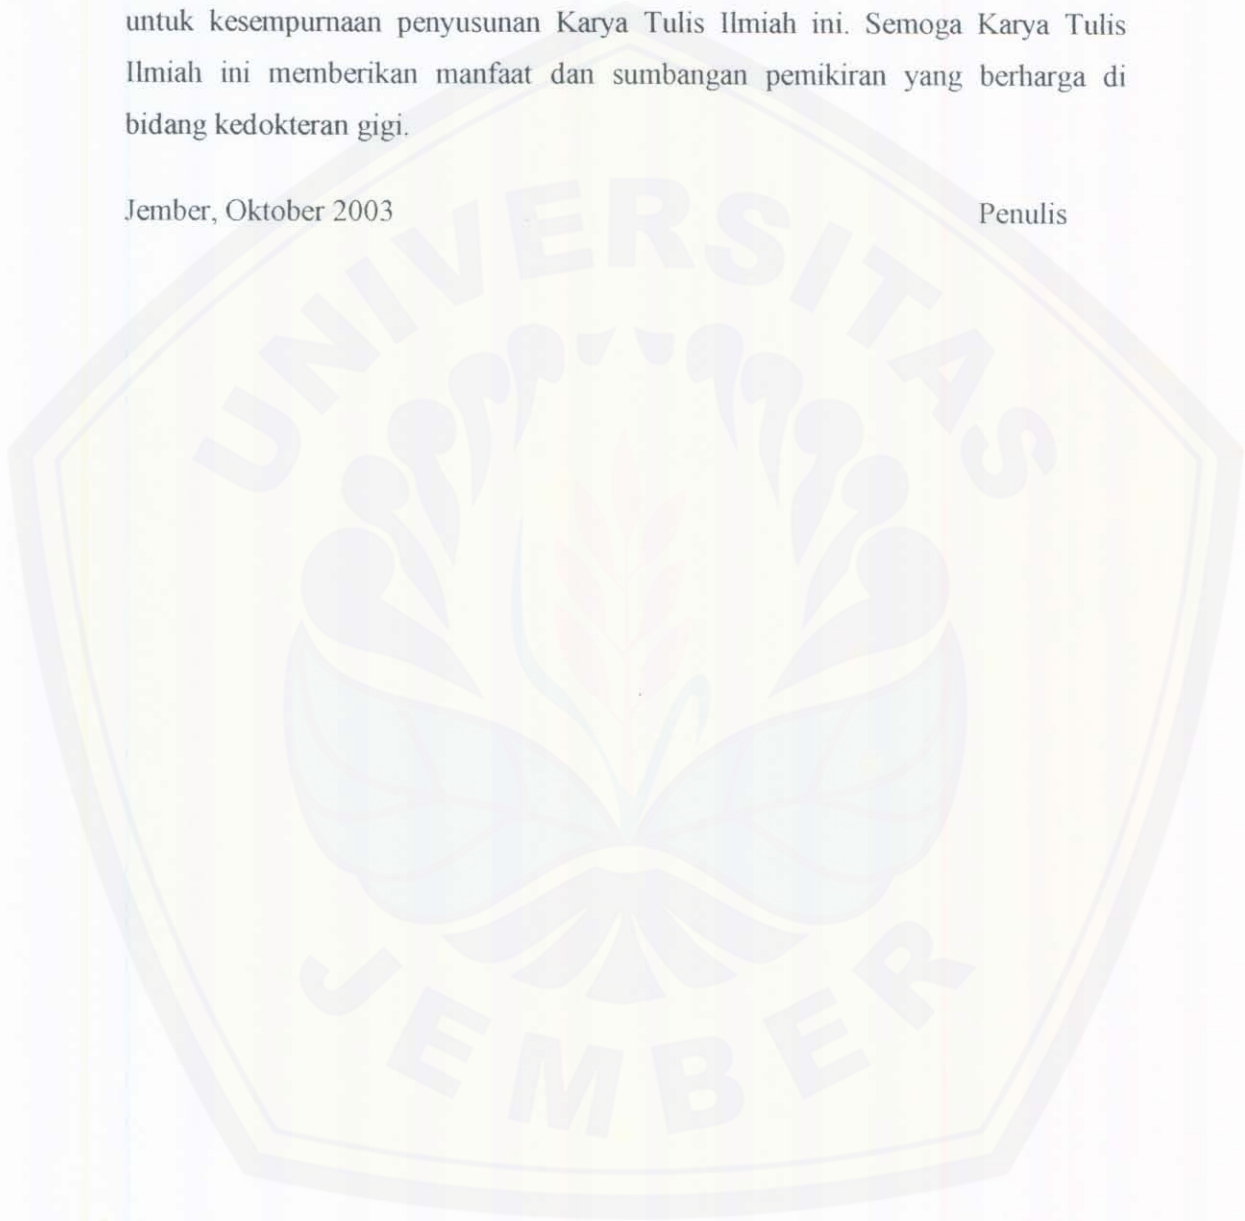 untuk kesempurnaan penyusunan Karya Tulis Ilmiah ini. Semoga Karya Tulis
Ilmiah ini memberikan manfaat dan sumbangan pemikiran yang berharga di
bidang kedokteran gigi.
Jember, Oktober 2003 Penulis
UNIVERSITAS
JEMBER